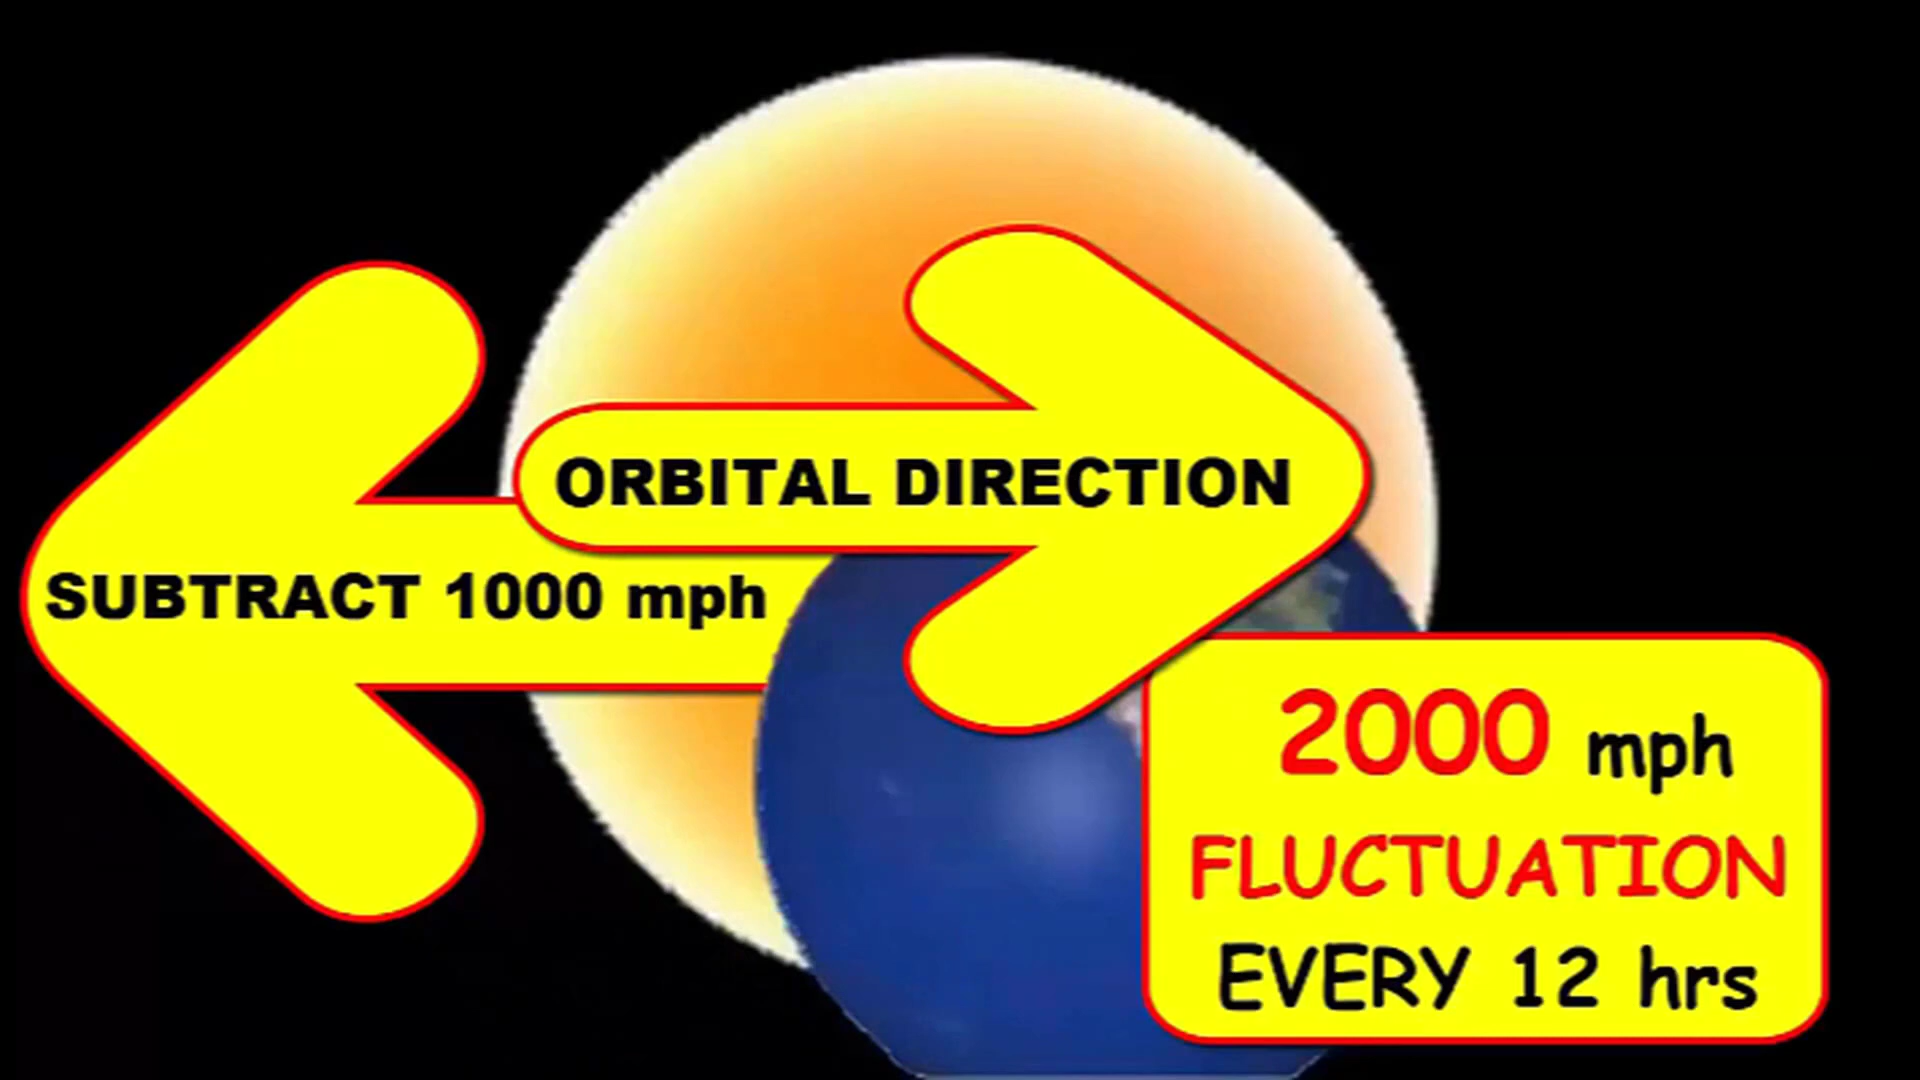 ORBITAL DIRECTION
SUBTRACT 1000 mph
2000 mph
FLUCTUATION
EVERY 12 hrs